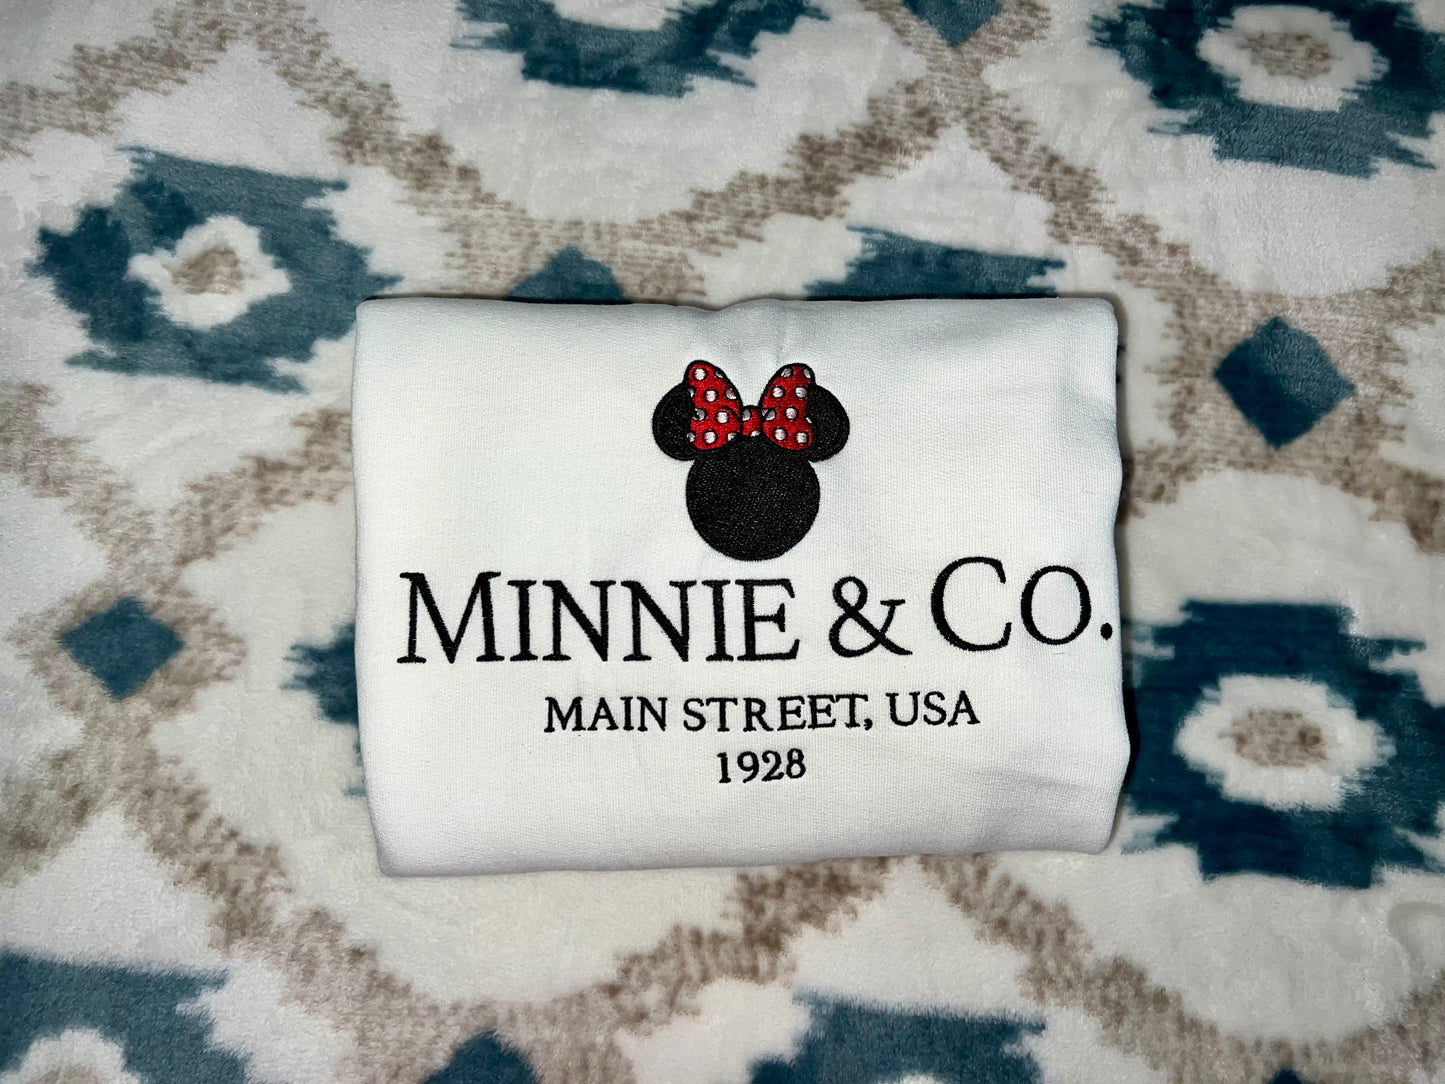 MINNIE & CO.
MAIN STREET, USA
1928